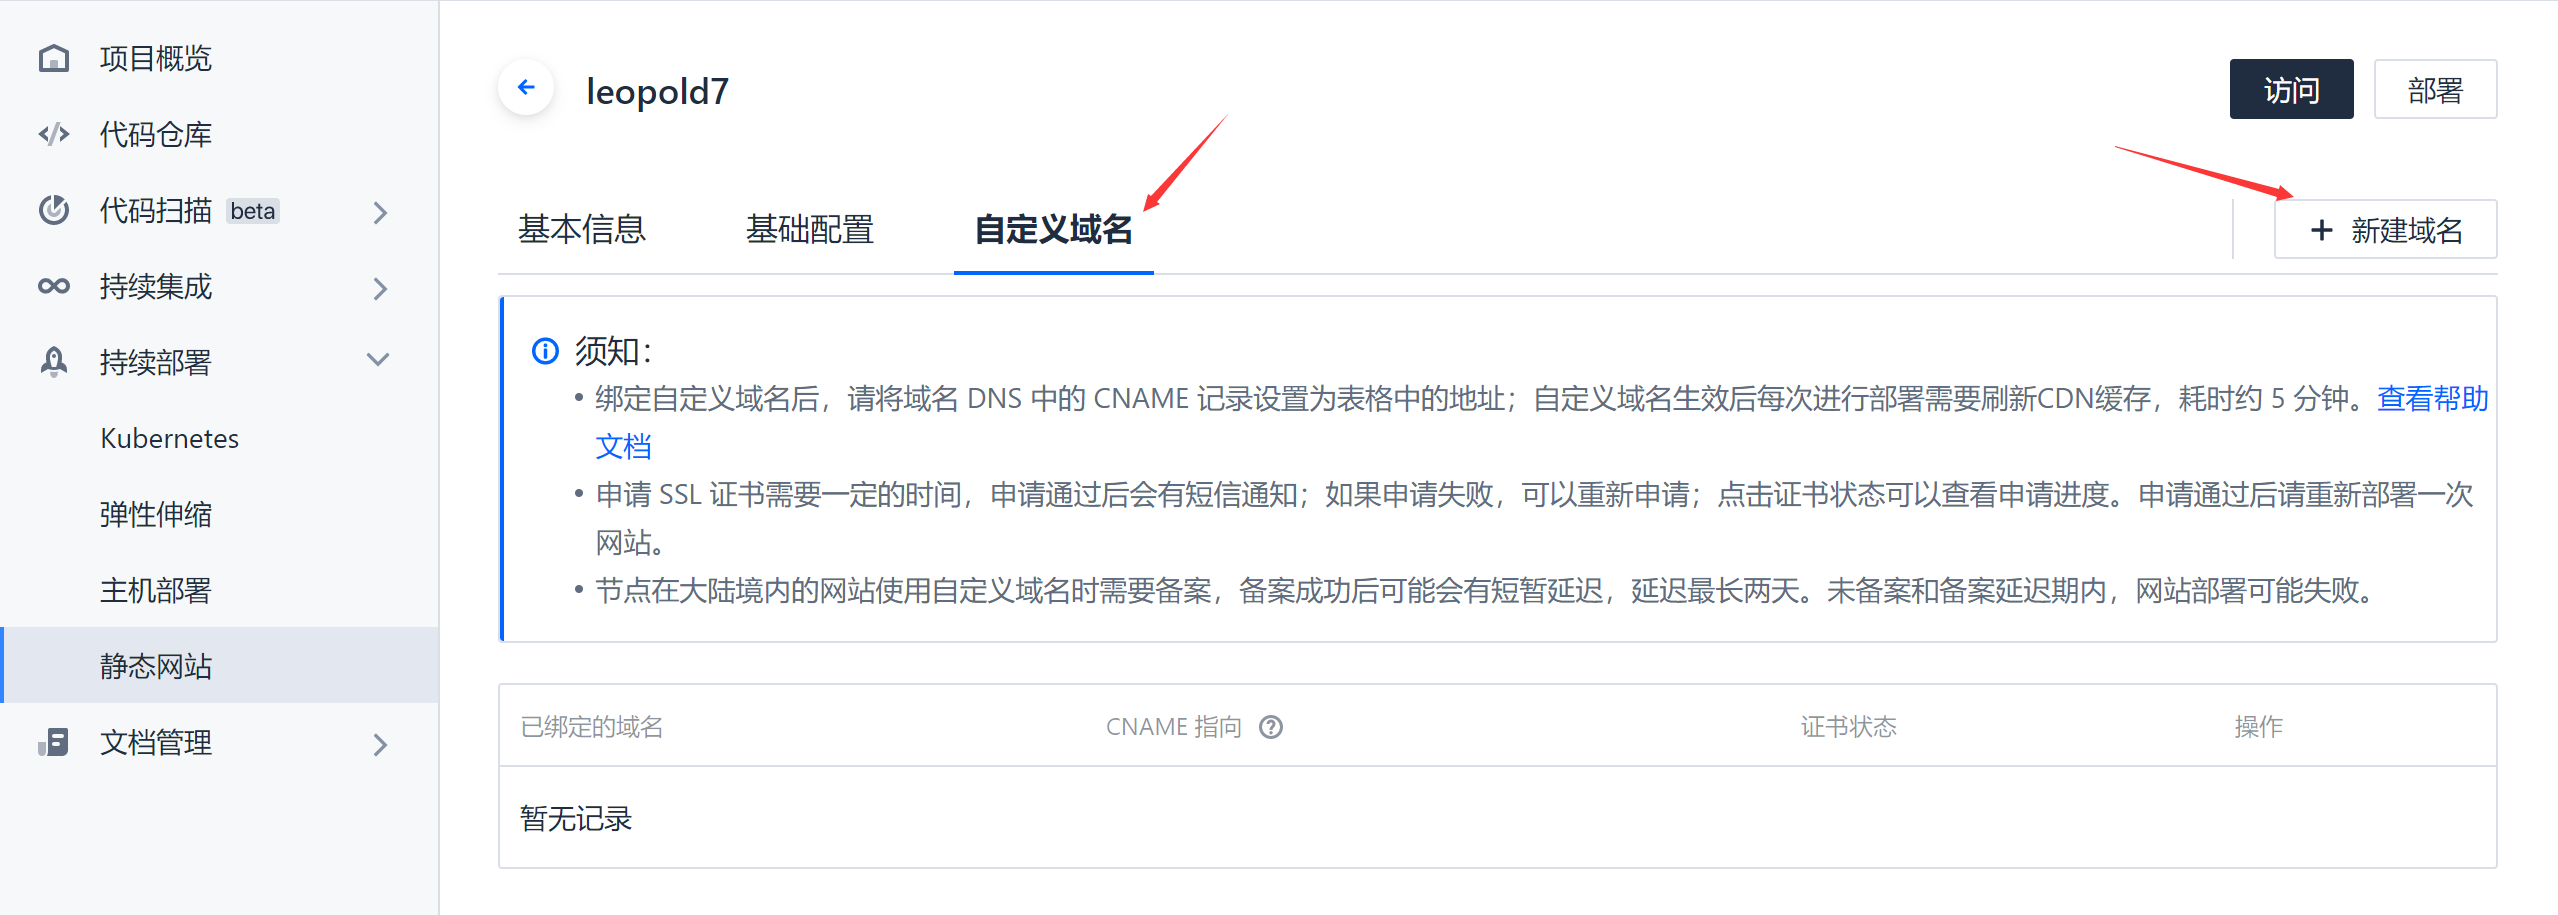 项目概览
代码仓库
代码扫描 beta
持续集成
持续部署
Kubernetes
弹性伸缩
主机部署
静态网站
文档管理
leopold7
访问
部署
基本信息
基础配置
自定义域名
+ 新建域名
须知：
• 绑定自定义域名后，请将域名 DNS 中的 CNAME 记录设置为表格中的地址；自定义域名生效后每次进行部署需要刷新CDN缓存，耗时约 5 分钟。查看帮助
文档
• 申请 SSL 证书需要一定的时间，申请通过后会有短信通知；如果申请失败，可以重新申请；点击证书状态可以查看申请进度。申请通过后请重新部署一次
网站。
• 节点在大陆境内的网站使用自定义域名时需要备案，备案成功后可能会有短暂延迟，延迟最长两天。未备案和备案延迟期内，网站部署可能失败。
已绑定的域名
CNAME 指向
证书状态
操作
暂无记录